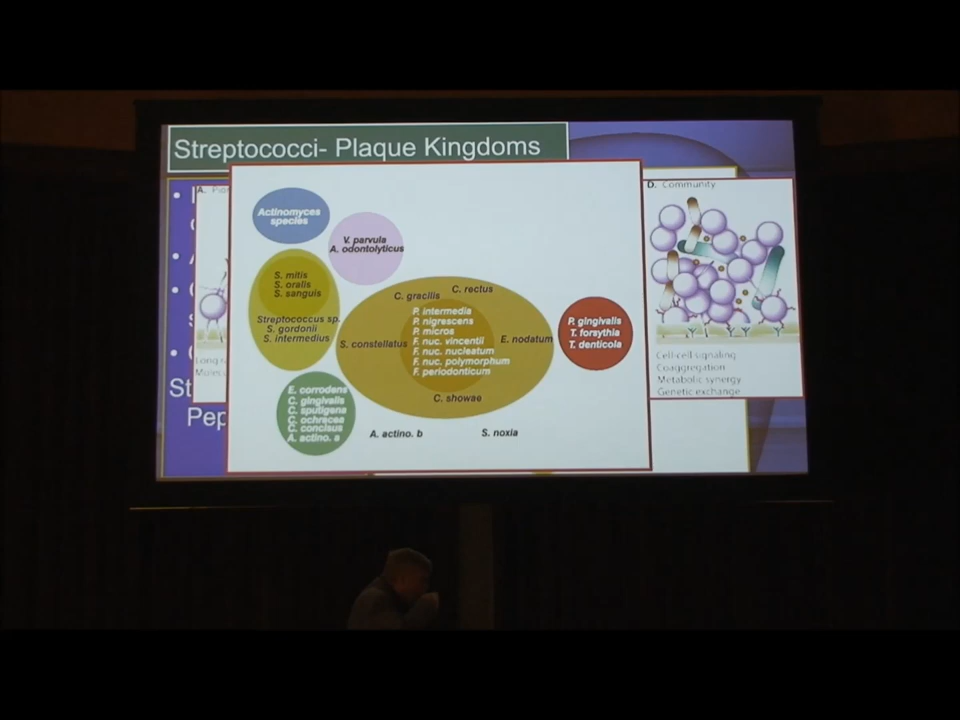 Streptococci- Plaque Kingdoms
A.
D. Community
Actinomyces
species
V. parvula
A. odontolyticus
S. mitis
S. oralis
S. sanguis
Streptococcus sp.
S. gordonii
S. intermedius
C. gracilis
C. rectus
P. intermedia
P. nigrescens
P. micros
F. nuc. vincentii
F. nuc. nucleatum
F. nuc. polymorphum
F. periodonticum
S. constellatus
E. nodatum
C. showae
P. gingivalis
T. forsythia
T. denticola
E. corrodens
C. gingivalis
C. sputigena
C. ochracea
C. concisus
A. actino. a
A. actino. b
S. noxia
Cell-cell signaling
Coaggregation
Metabolic synergy
Genetic exchange
Long
St
Pep